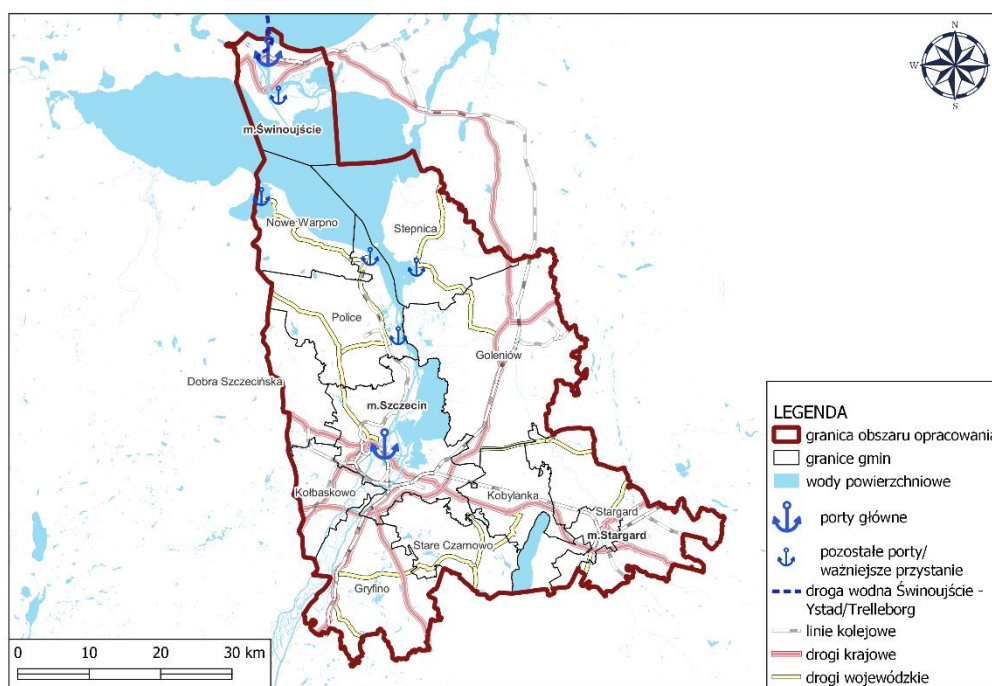 N
W
E
S
m.Świnoujście
Nowe Warpno
Stepnica
Police
Goleniów
Dobra Szczecińska
m.Szczecin
Kołbaskowo
Kobylanka
Stargard
m.Stargard
Stare Czarnowo
Gryfino
0 10 20 30 km
LEGENDA
granica obszaru opracowania
granice gmin
wody powierzchniowe
porty główne
pozostałe porty/
ważniejsze przystanie
droga wodna Świnoujście -
Ystad/Trelleborg
linie kolejowe
drogi krajowe
drogi wojewódzkie